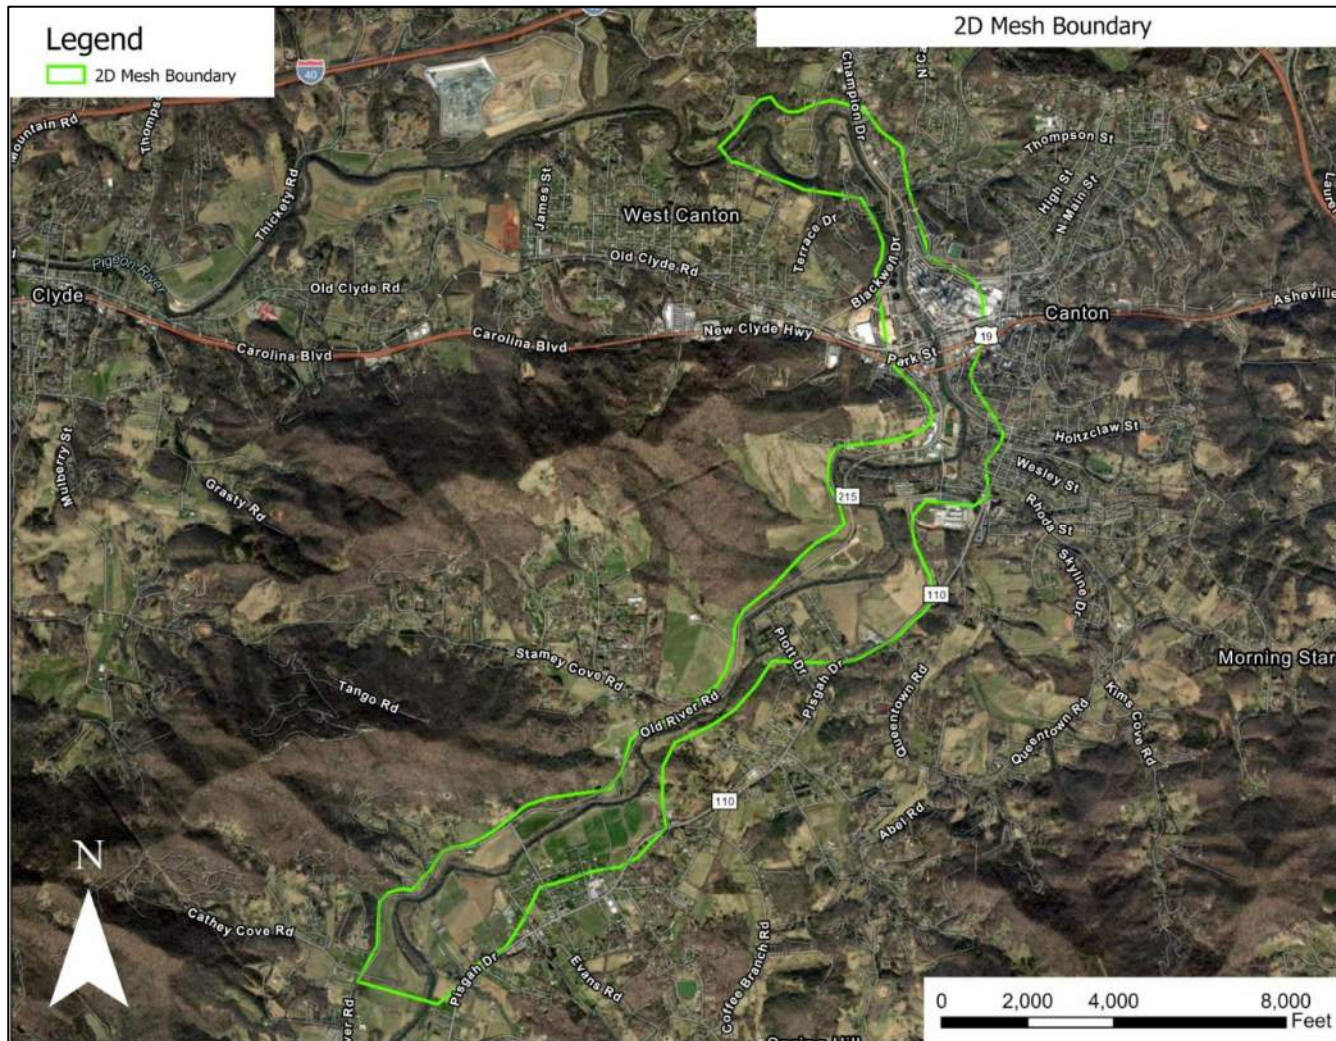 2D Mesh Boundary
Legend
2D Mesh Boundary
40
Mountain Rd
Champion Dr
Thompson St
High St
N Main St
Thickety Rd
James St
West Canton
Terrace Dr
Old Clyde Rd
Blackwell Dr
Pigeon River
Clyde
Old Clyde Rd
Canton
Asheville
New Clyde Hwy
Carolina Blvd
Carolina Blvd
Park St
19
Mulberry St
Holtzclaw St
Wesley St
Grasty Rd
215
Rhoda St
Skyline Dr
110
Stamey Cove Rd
Plott Dr
Pisgah Dr
Morning Star
Tango Rd
Old River Rd
Queentown Rd
Kims Cove Rd
Queentown Rd
110
Abel Rd
N
Cathey Cove Rd
Pisgah Dr
Evans Rd
Coffee Branch Rd
0 2,000 4,000 8,000
Feet